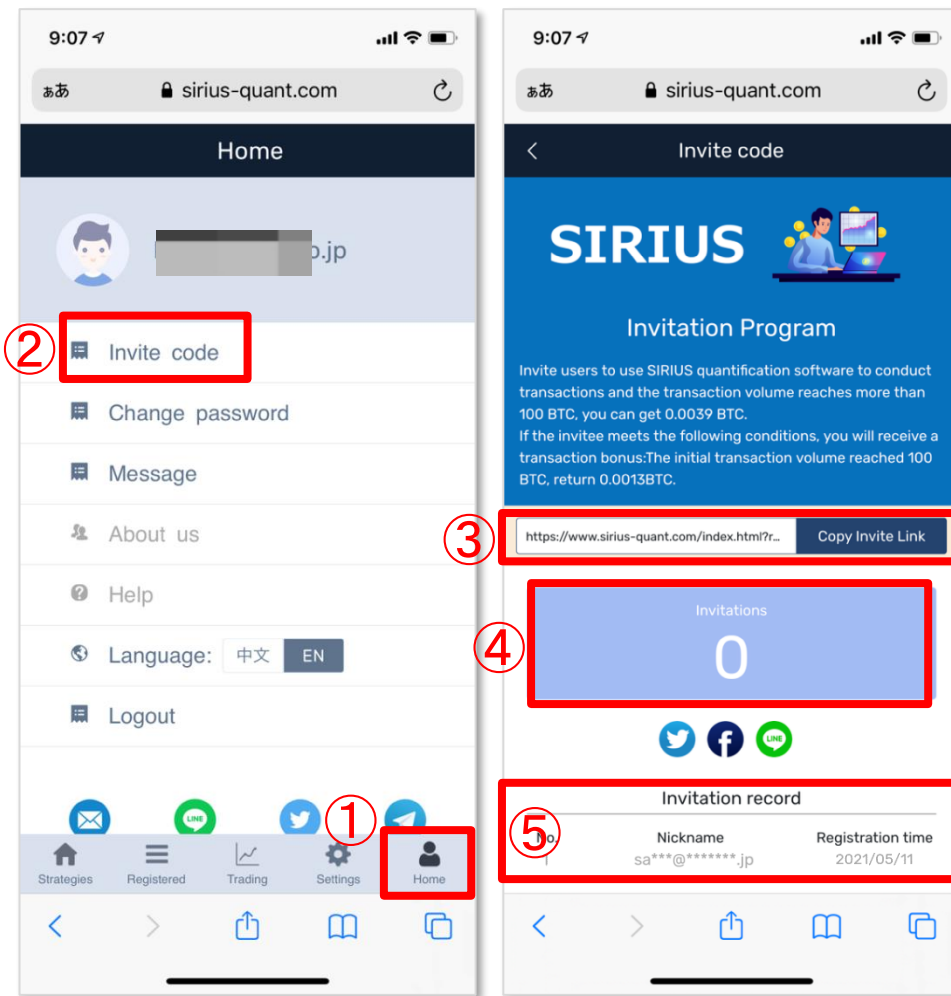 9:07
ぁあ
sirius-quant.com
Home
.jp
②
Invite code
Change password
Message
About us
Help
Language:
中文
EN
Logout
LINE
①
Strategies
Registered
Trading
Settings
Home
9:07
ぁあ
sirius-quant.com
Invite code
SIRIUS
Invitation Program
Invite users to use SIRIUS quantification software to conduct
transactions and the transaction volume reaches more than
100 BTC, you can get 0.0039 BTC.
If the invitee meets the following conditions, you will receive a
transaction bonus:The initial transaction volume reached 100
BTC, return 0.0013BTC.
③
https://www.sirius-quant.com/index.html?r...
Copy Invite Link
④
Invitations
0
LINE
Invitation record
⑤
No. Nickname Registration time
1 sa***@*******.jp 2021/05/11